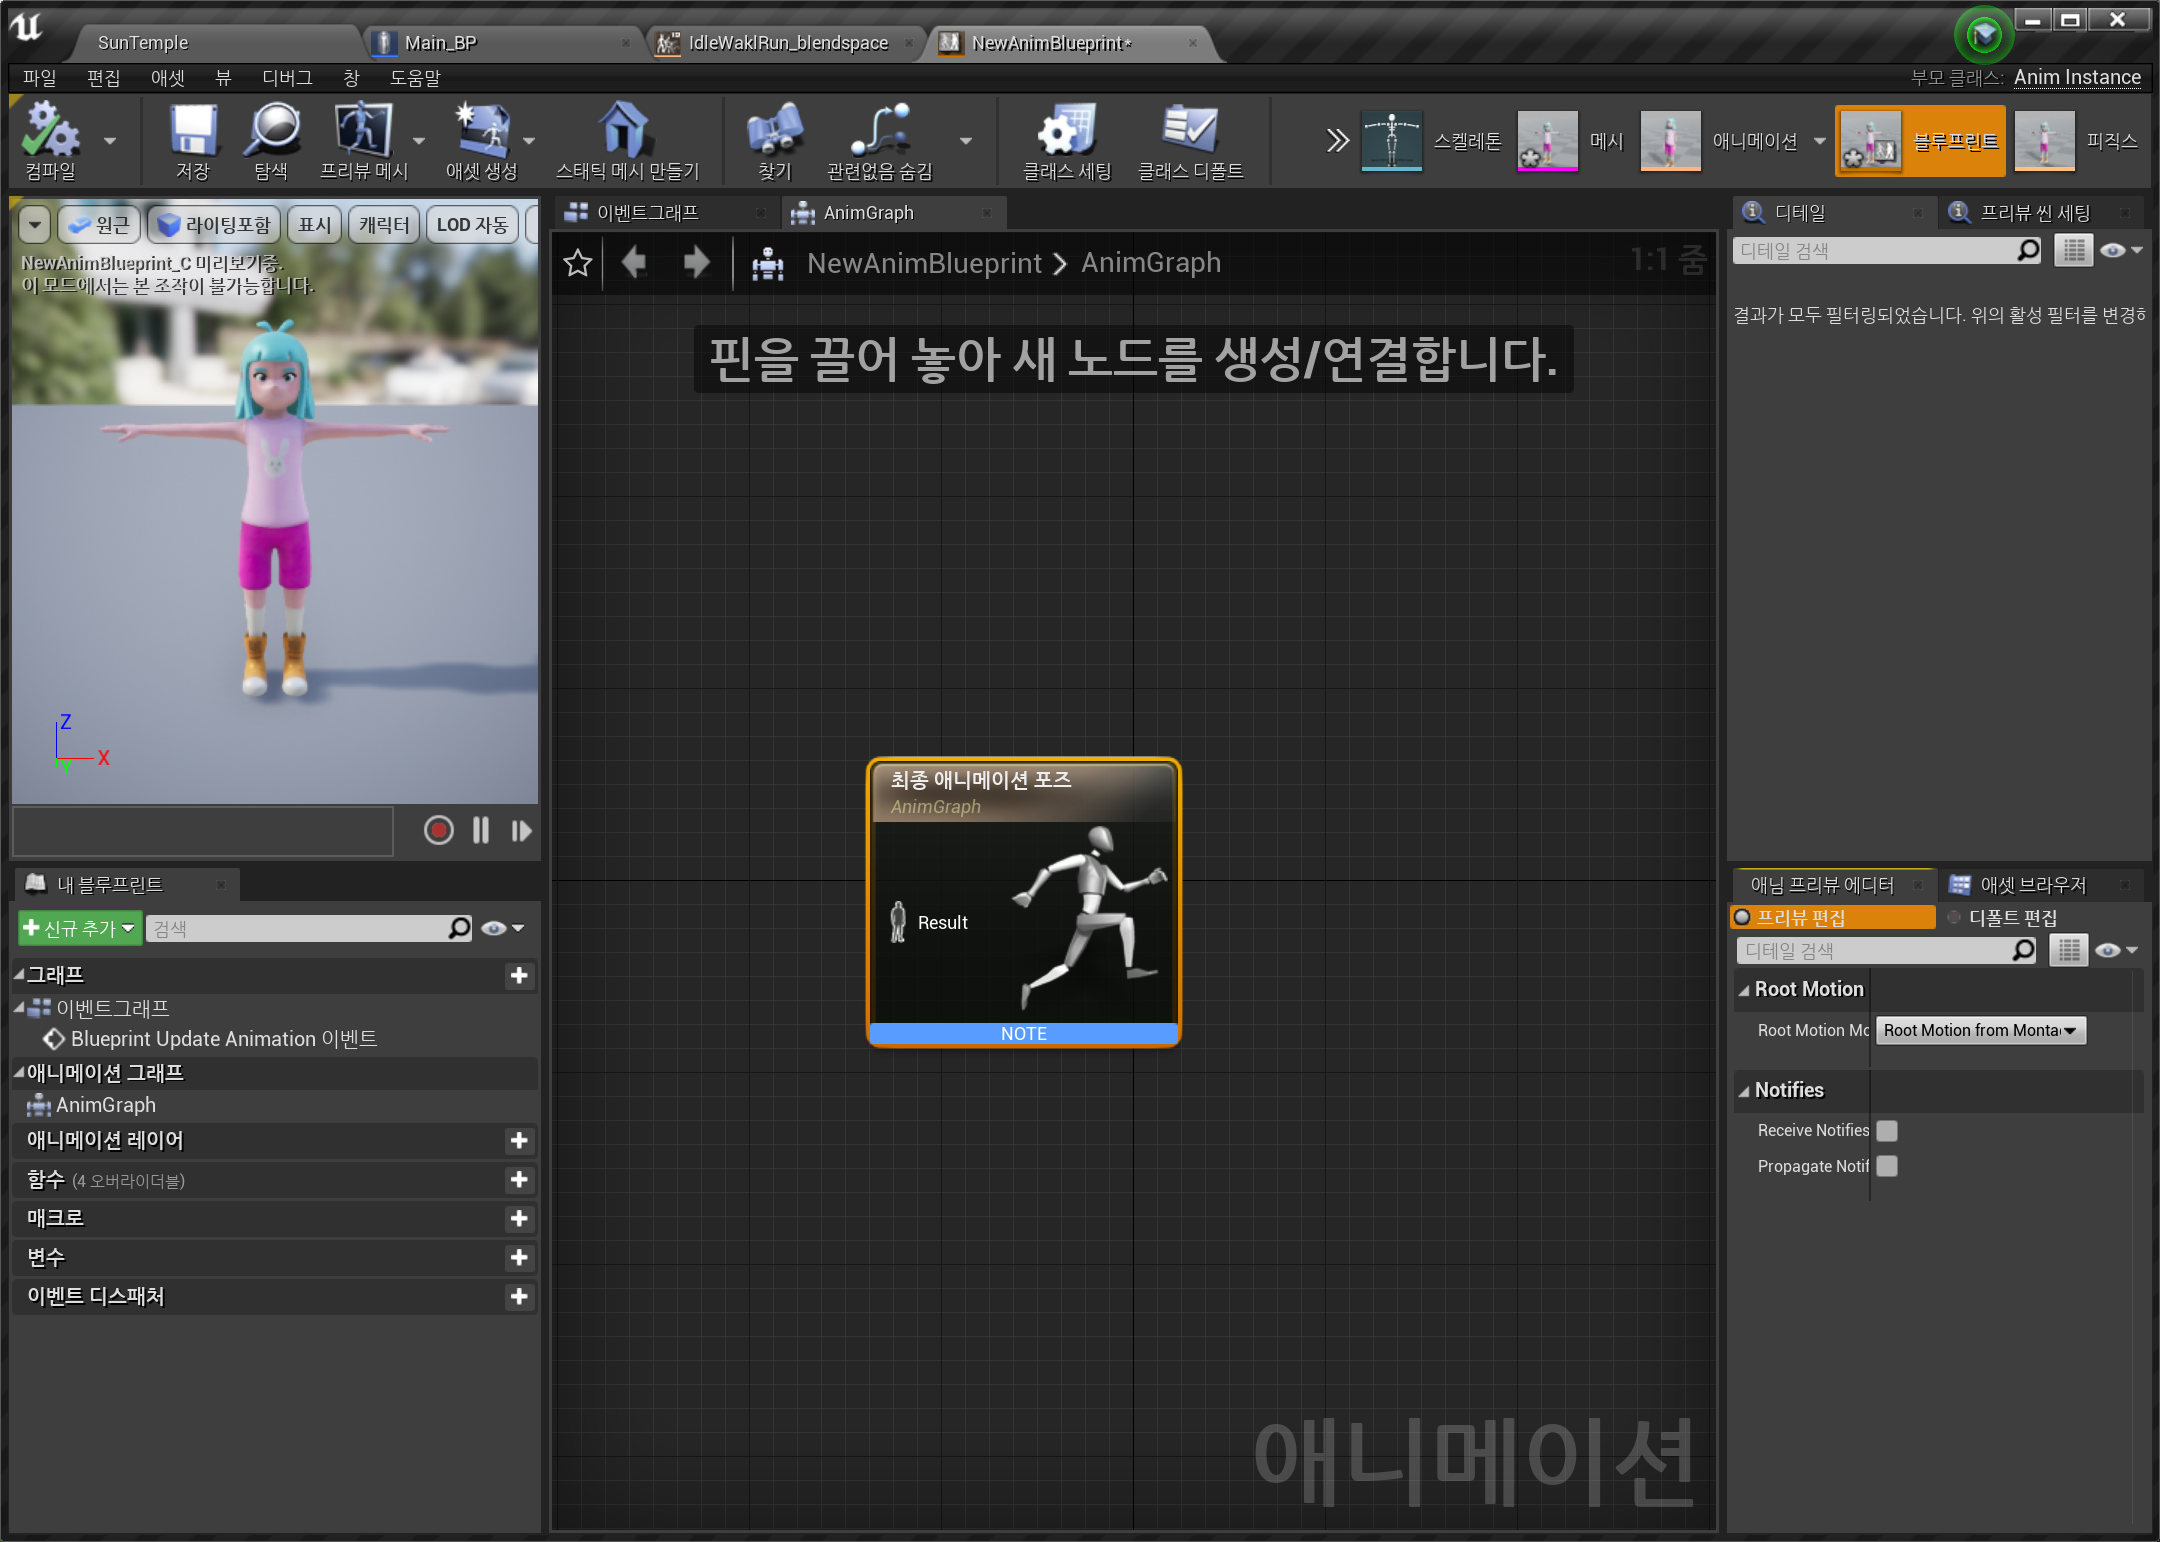 SunTemple
Main_BP
IdleWaklRun_blendspace
NewAnimBlueprint*
파일 편집 애셋 뷰 디버그 창 도움말
부모 클래스: Anim Instance
컴파일
저장
탐색
프리뷰 메시
애셋 생성
스태틱 메시 만들기
찾기
관련없음 숨김
클래스 세팅
클래스 디폴트
스켈레톤
메시
애니메이션
블루프린트
피직스
원근
라이팅포함
표시
캐릭터
LOD 자동
NewAnimBlueprint_C 미리보기중.
이 모드에서는 본 조작이 불가능합니다.
Z
X
Y
이벤트그래프
AnimGraph
NewAnimBlueprint > AnimGraph
1:1 줌
핀을 끌어 놓아 새 노드를 생성/연결합니다.
최종 애니메이션 포즈
AnimGraph
Result
NOTE
애니메이션
내 블루프린트
신규 추가
검색
그래프
이벤트그래프
Blueprint Update Animation 이벤트
애니메이션 그래프
AnimGraph
애니메이션 레이어
함수 (4 오버라이더블)
매크로
변수
이벤트 디스패처
디테일
프리뷰 씬 세팅
디테일 검색
결과가 모두 필터링되었습니다. 위의 활성 필터를 변경하
애님 프리뷰 에디터
애셋 브라우저
프리뷰 편집
디폴트 편집
디테일 검색
Root Motion
Root Motion Mo
Root Motion from Monta
Notifies
Receive Notifies
Propagate Notif